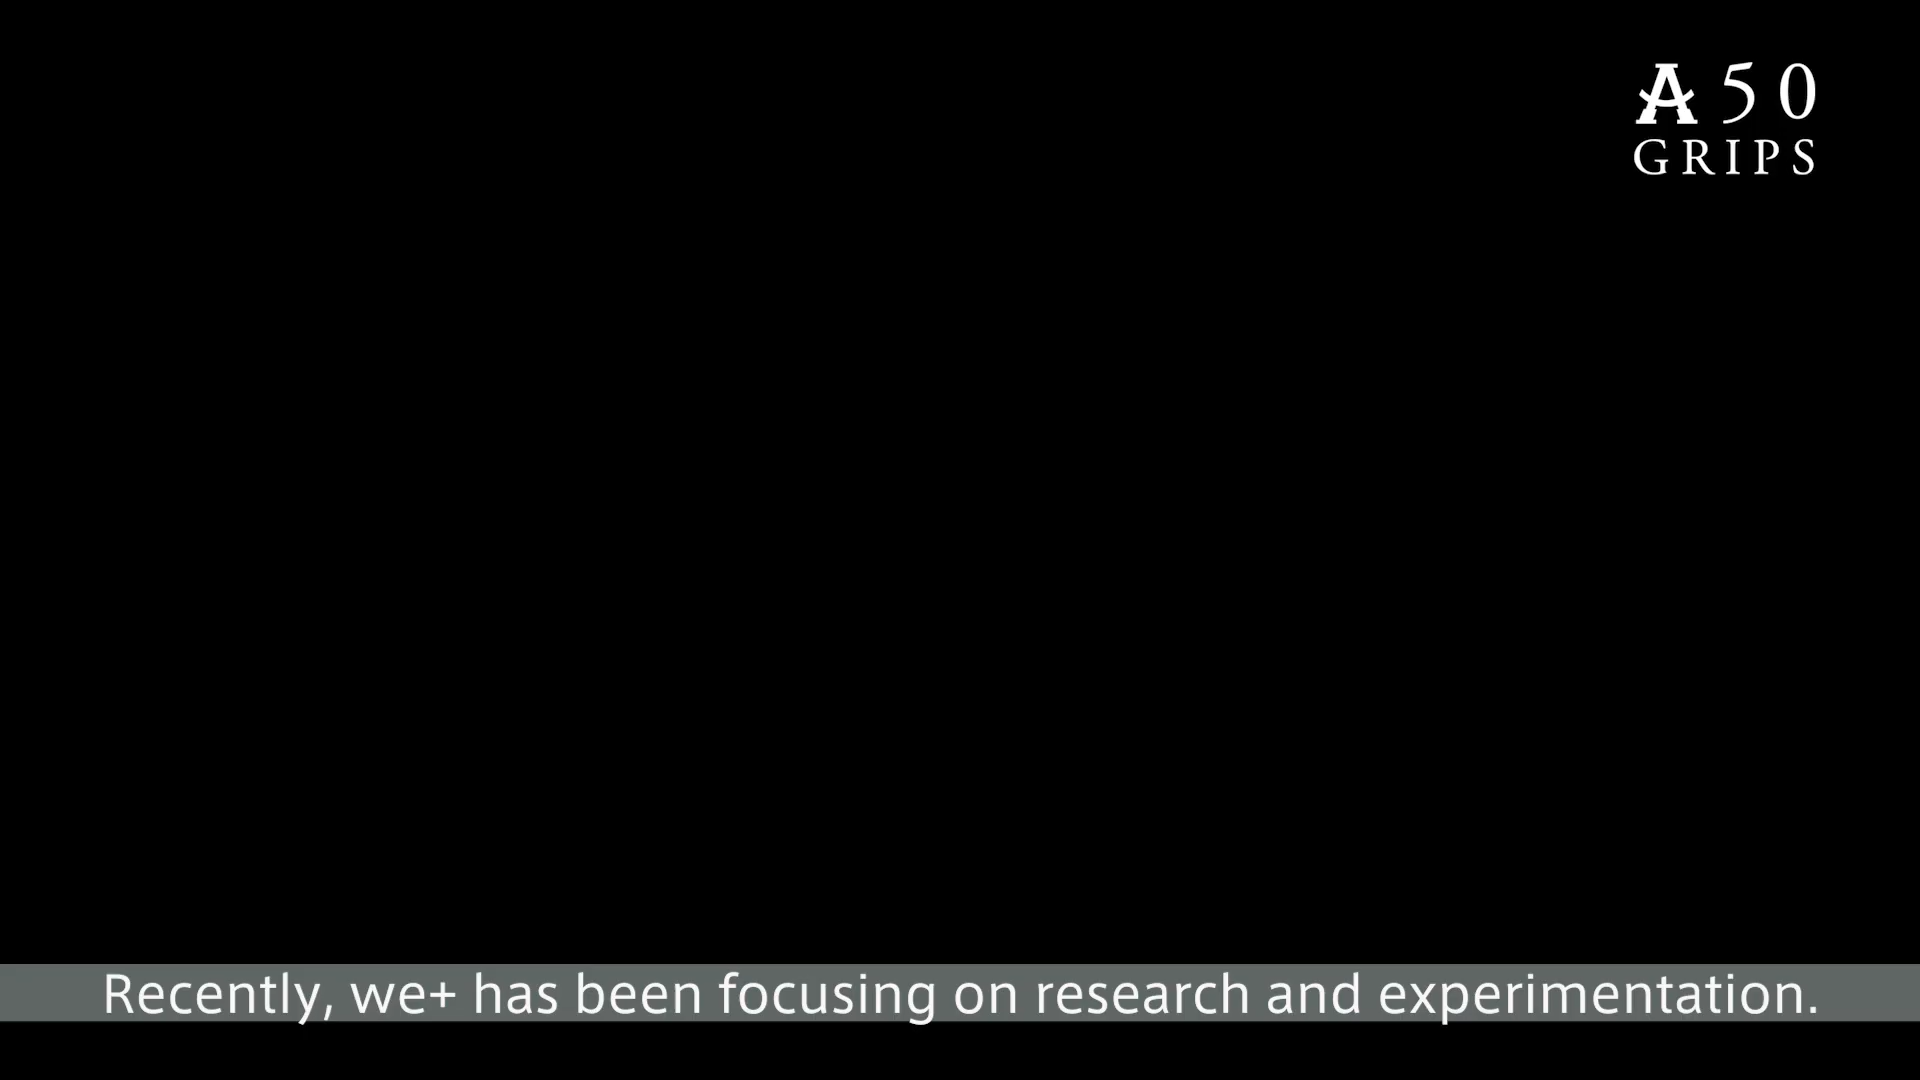 A50
GRIPS
Recently, we+ has been focusing on research and experimentation.